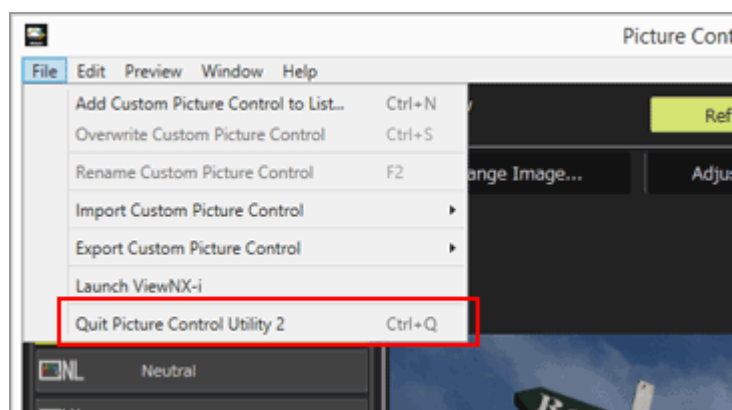 Picture Cont
File Edit Preview Window Help
Add Custom Picture Control to List... Ctrl+N
Overwrite Custom Picture Control Ctrl+S
Ref
Rename Custom Picture Control F2
ange Image...
Adjus
Import Custom Picture Control
Export Custom Picture Control
Launch ViewNX-i
Quit Picture Control Utility 2 Ctrl+Q
NL Neutral